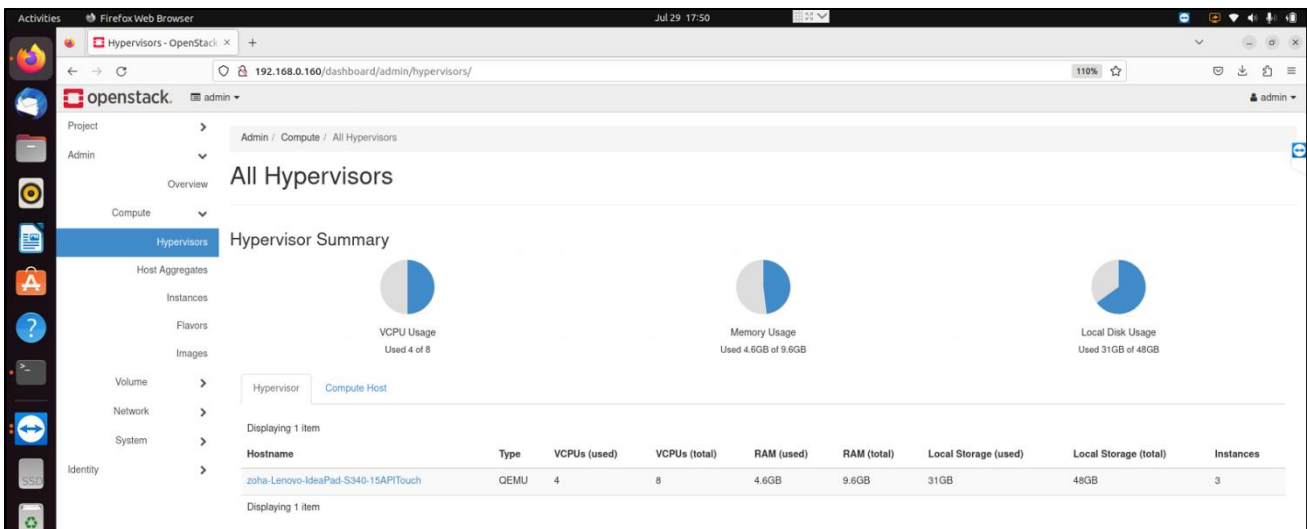 Activities Firefox Web Browser Jul 29 17:50
Hypervisors - OpenStack
192.168.0.160/dashboard/admin/hypervisors/ 110%
openstack. admin admin
Project
Admin / Compute / All Hypervisors
Admin
All Hypervisors
Overview
Compute
Hypervisors
Hypervisor Summary
Host Aggregates
Instances
Flavors
Images
VCPU Usage Memory Usage Local Disk Usage
Used 4 of 8 Used 4.6GB of 9.6GB Used 31GB of 48GB
Volume
Hypervisor Compute Host
Network
Displaying 1 item
System
Hostname Type VCPUs (used) VCPUs (total) RAM (used) RAM (total) Local Storage (used) Local Storage (total) Instances
Identity
zoha-Lenovo-IdeaPad-S340-15APITouch QEMU 4 8 4.6GB 9.6GB 31GB 48GB 3
SSD
Displaying 1 item